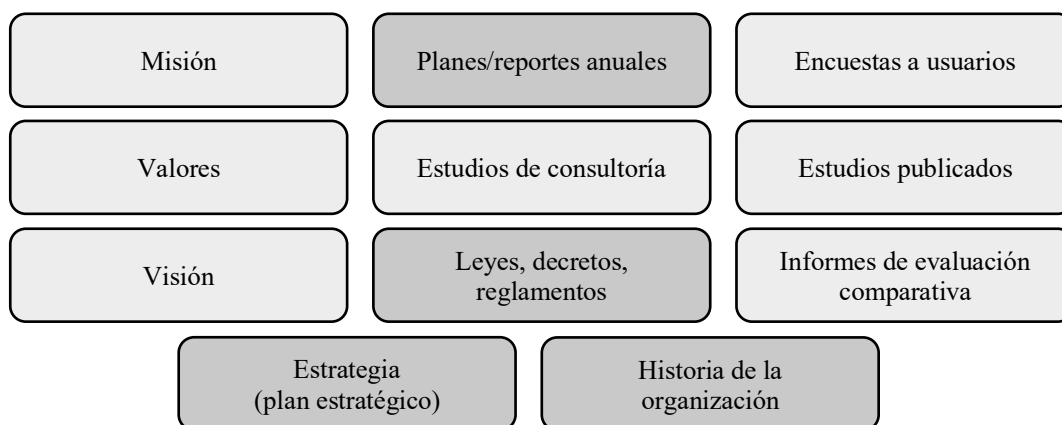 Misión
Planes/reportes anuales
Encuestas a usuarios
Valores
Estudios de consultoría
Estudios publicados
Visión
Leyes, decretos,
reglamentos
Informes de evaluación
comparativa
Estrategia
(plan estratégico)
Historia de la
organización